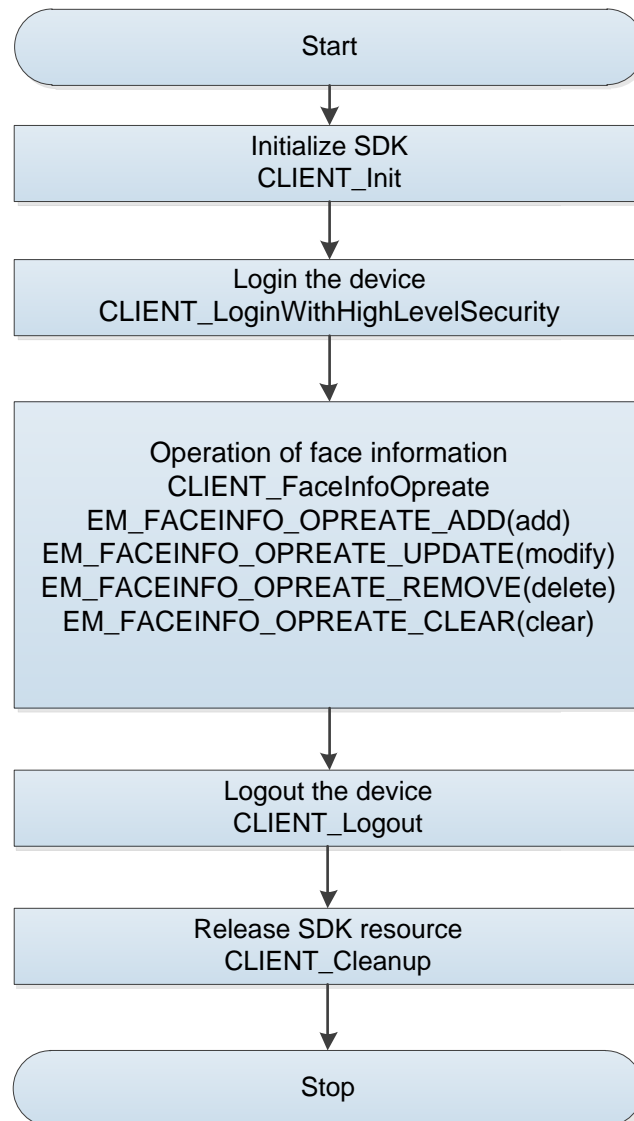 Start
Initialize SDK
CLIENT_Init
Login the device
CLIENT_LoginWithHighLevelSecurity
Operation of face information
CLIENT_FaceInfoOpreate
EM_FACEINFO_OPREATE_ADD(add)
EM_FACEINFO_OPREATE_UPDATE(modify)
EM_FACEINFO_OPREATE_REMOVE(delete)
EM_FACEINFO_OPREATE_CLEAR(clear)
Logout the device
CLIENT_Logout
Release SDK resource
CLIENT_Cleanup
Stop